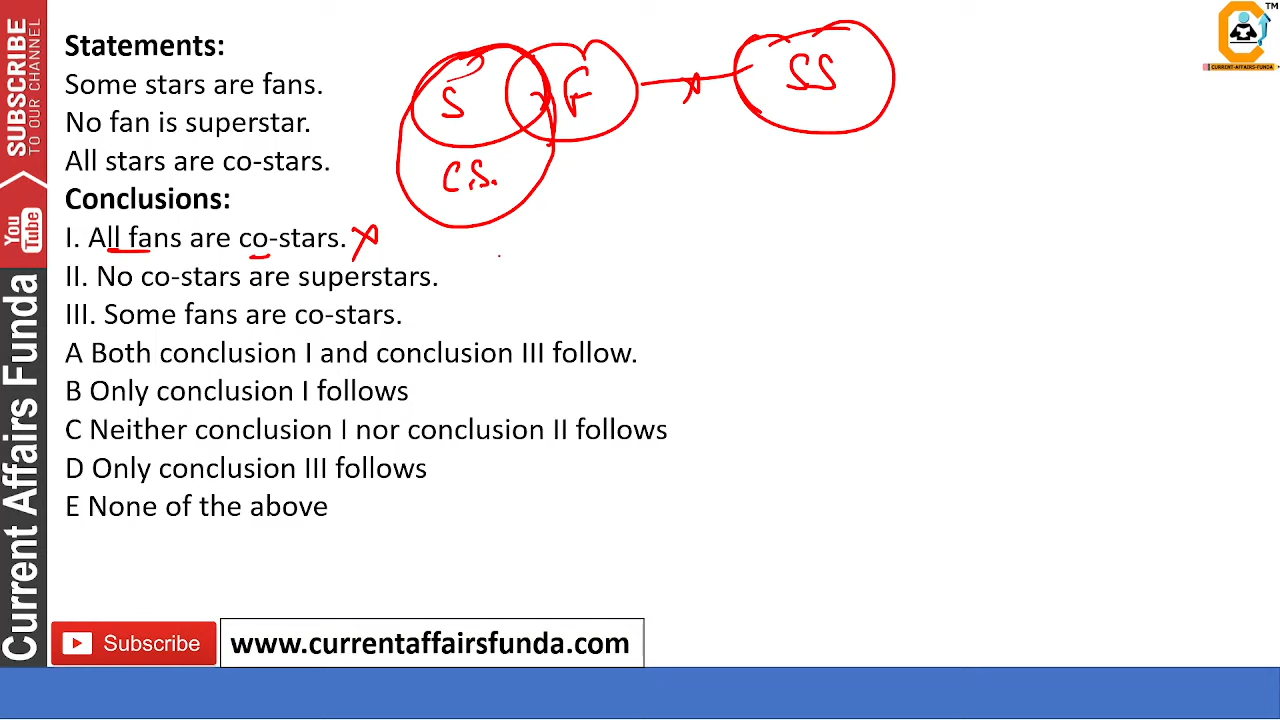 SUBSCRIBE
TO OUR CHANNEL
You
Tube
Current Affairs Funda
TM
CURRENT-AFFAIRS-FUNDA
Statements:
Some stars are fans.
No fan is superstar.
All stars are co-stars.
Conclusions:
I. All fans are co-stars.
II. No co-stars are superstars.
III. Some fans are co-stars.
A Both conclusion I and conclusion III follow.
B Only conclusion I follows
C Neither conclusion I nor conclusion II follows
D Only conclusion III follows
E None of the above
S
F
SS
C.S.
Subscribe
www.currentaffairsfunda.com